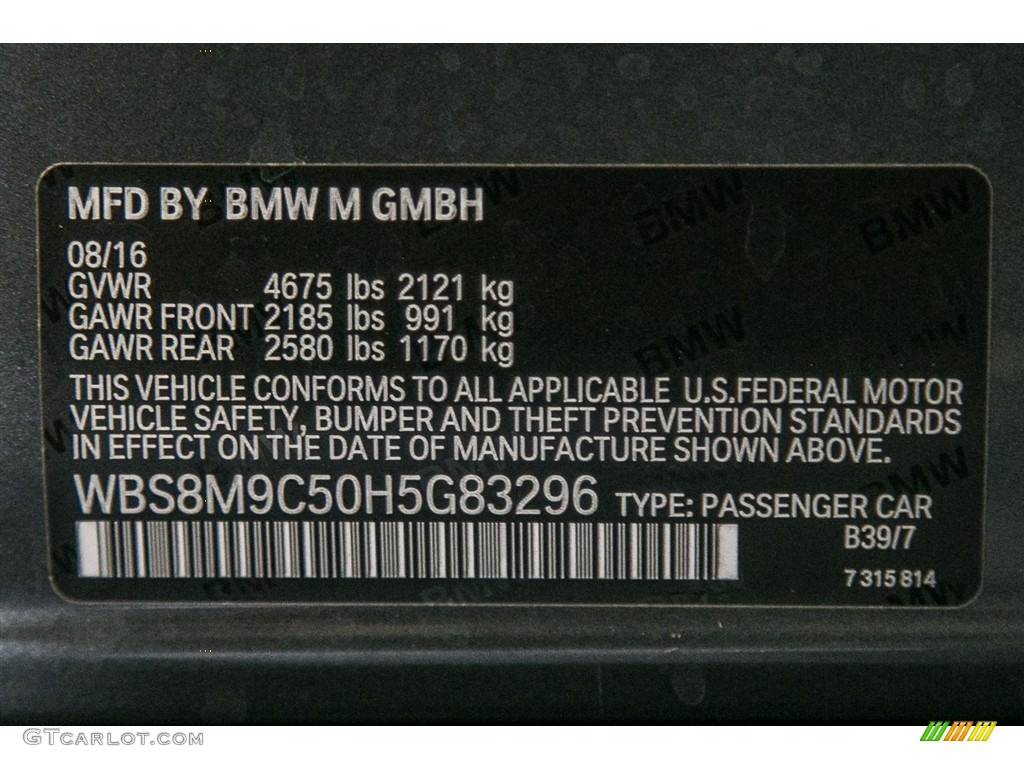 MFD BY BMW M GMBH
08/16
GVWR 4675 lbs 2121 kg
GAWR FRONT 2185 lbs 991 kg
GAWR REAR 2580 lbs 1170 kg
THIS VEHICLE CONFORMS TO ALL APPLICABLE U.S.FEDERAL MOTOR
VEHICLE SAFETY, BUMPER AND THEFT PREVENTION STANDARDS
IN EFFECT ON THE DATE OF MANUFACTURE SHOWN ABOVE.
WBS8M9C50H5G83296 TYPE: PASSENGER CAR
B39/7
7 315 814
GTCARLOT.COM